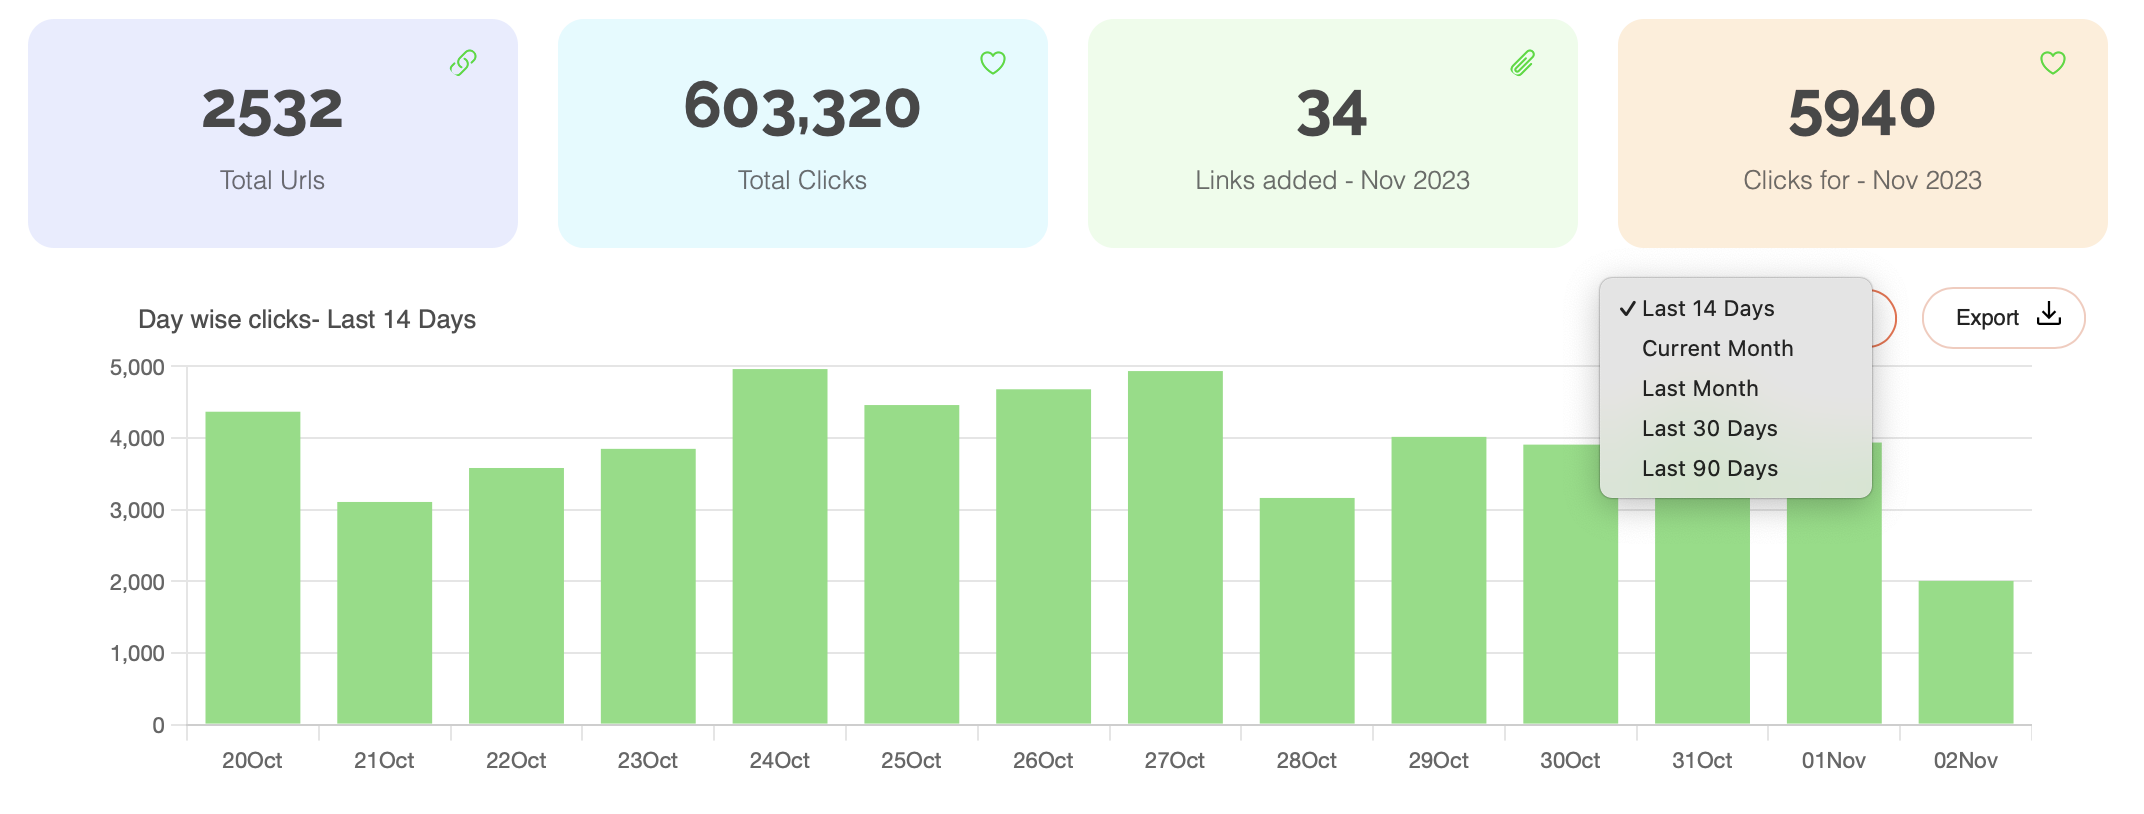 2532
Total Urls
603,320
Total Clicks
34
Links added - Nov 2023
5940
Clicks for - Nov 2023
Day wise clicks- Last 14 Days
✓ Last 14 Days
Current Month
Last Month
Last 30 Days
Last 90 Days
Export
5,000
4,000
3,000
2,000
1,000
0
20Oct 21Oct 22Oct 23Oct 24Oct 25Oct 26Oct 27Oct 28Oct 29Oct 30Oct 31Oct 01Nov 02Nov